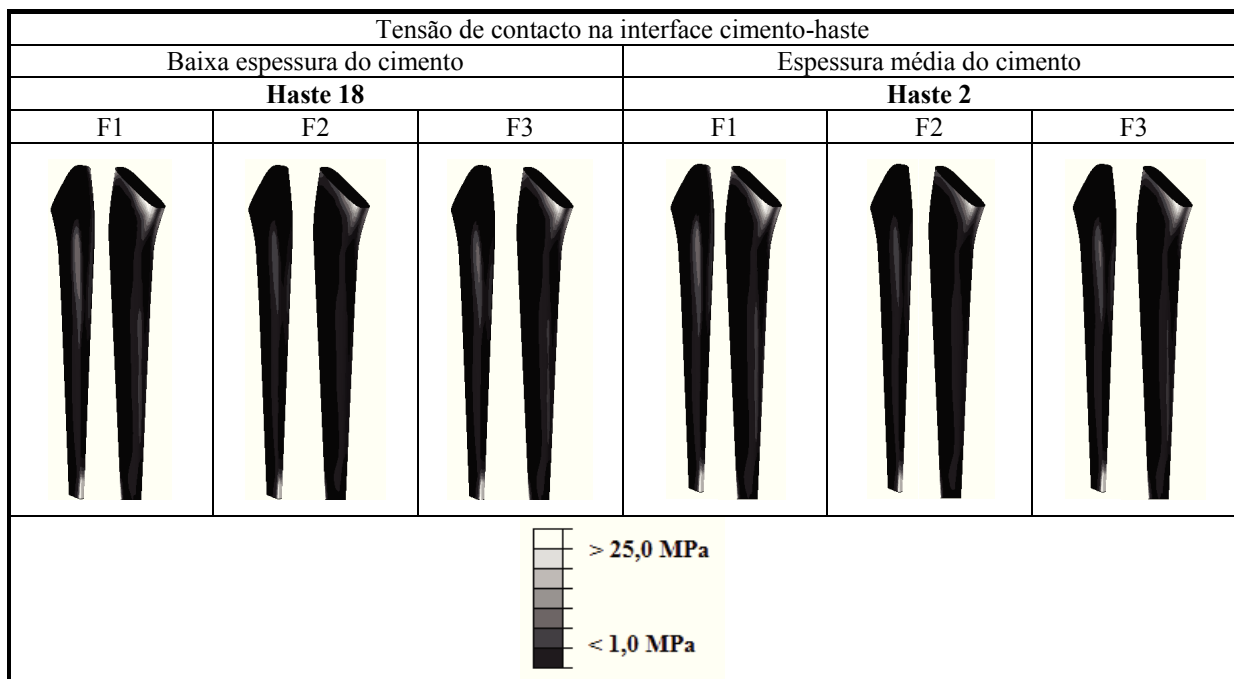 Tensão de contacto na interface cimento-haste
Baixa espessura do cimento Espessura média do cimento
Haste 18 Haste 2
F1 F2 F3 F1 F2 F3
> 25,0 MPa
< 1,0 MPa